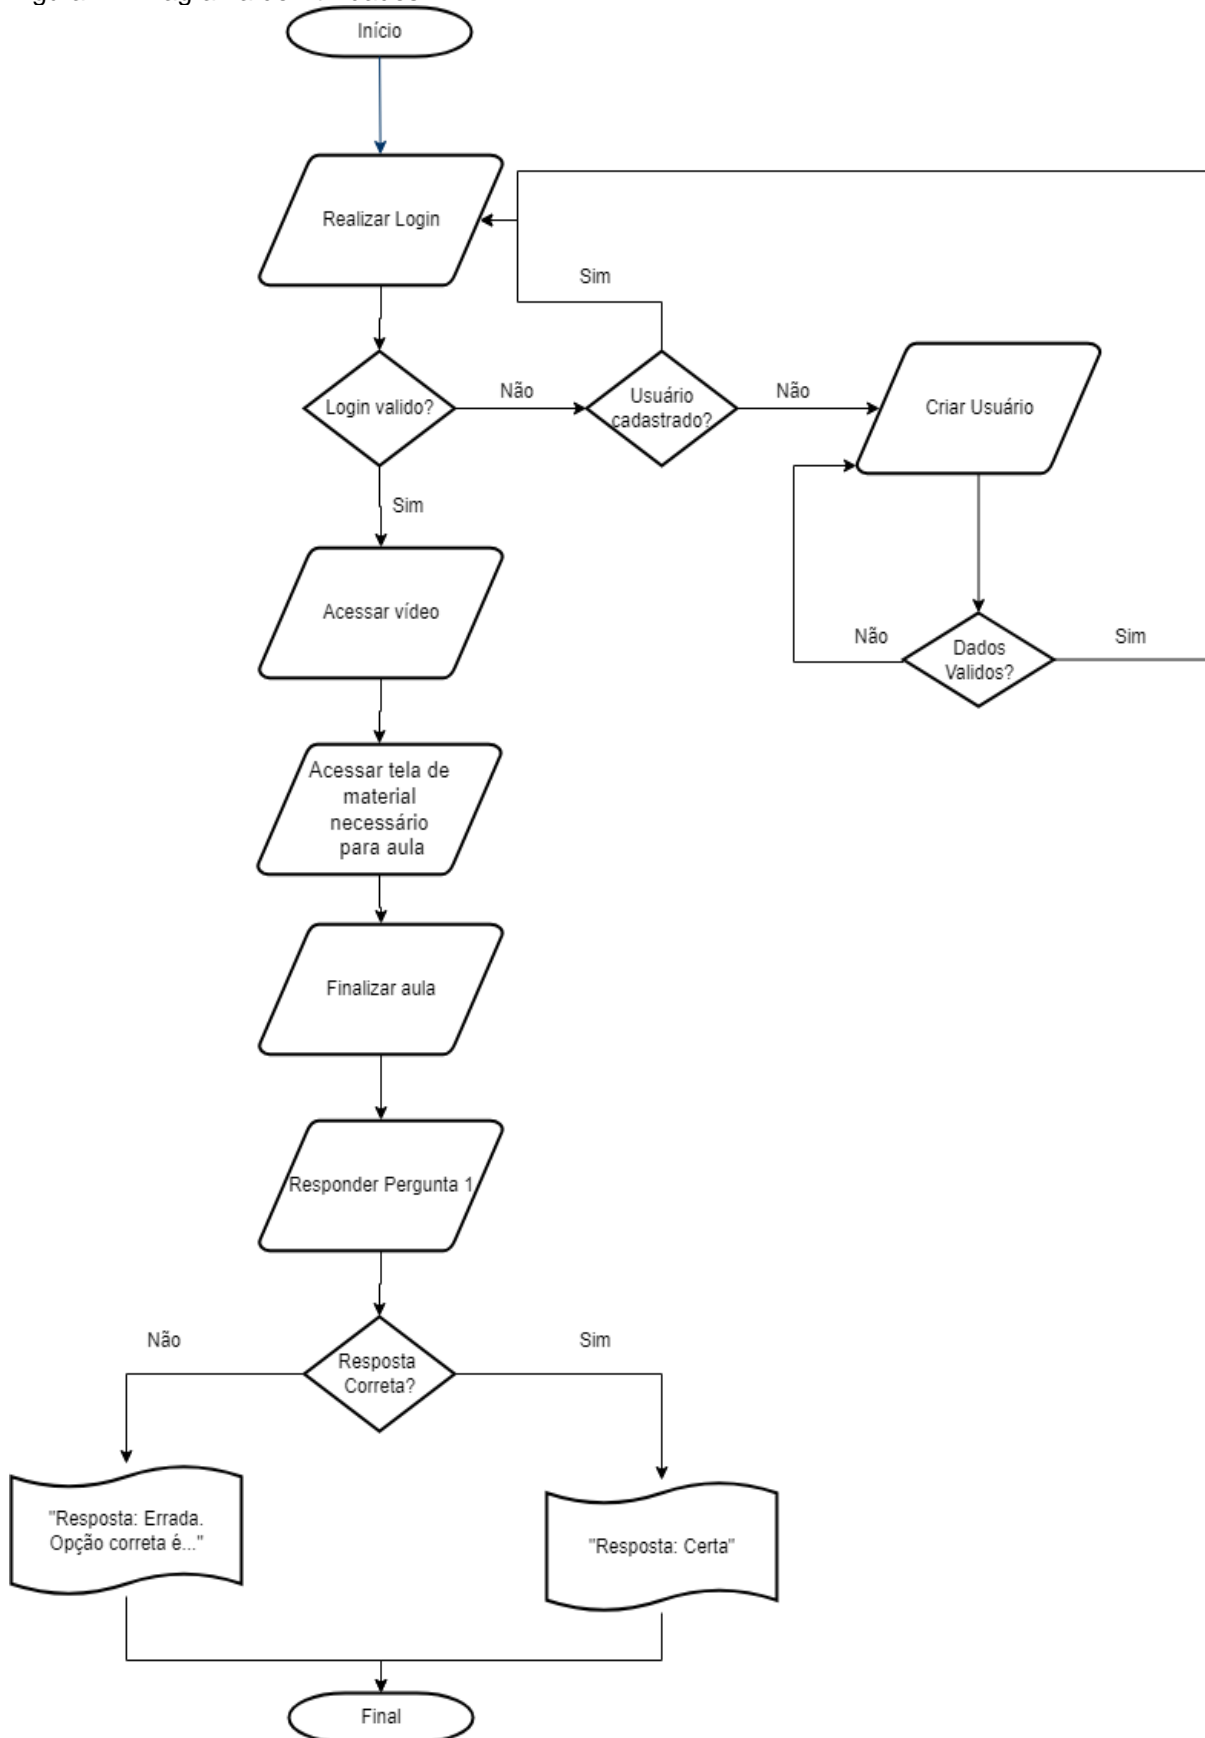 Início
Realizar Login
Sim
Login valido?
Não
Usuário
cadastrado?
Não
Criar Usuário
Sim
Acessar vídeo
Não
Dados
Validos?
Sim
Acessar tela de
material
necessário
para aula
Finalizar aula
Responder Pergunta 1
Não
Sim
Resposta
Correta?
"Resposta: Errada.
Opção correta é..."
"Resposta: Certa"
Final